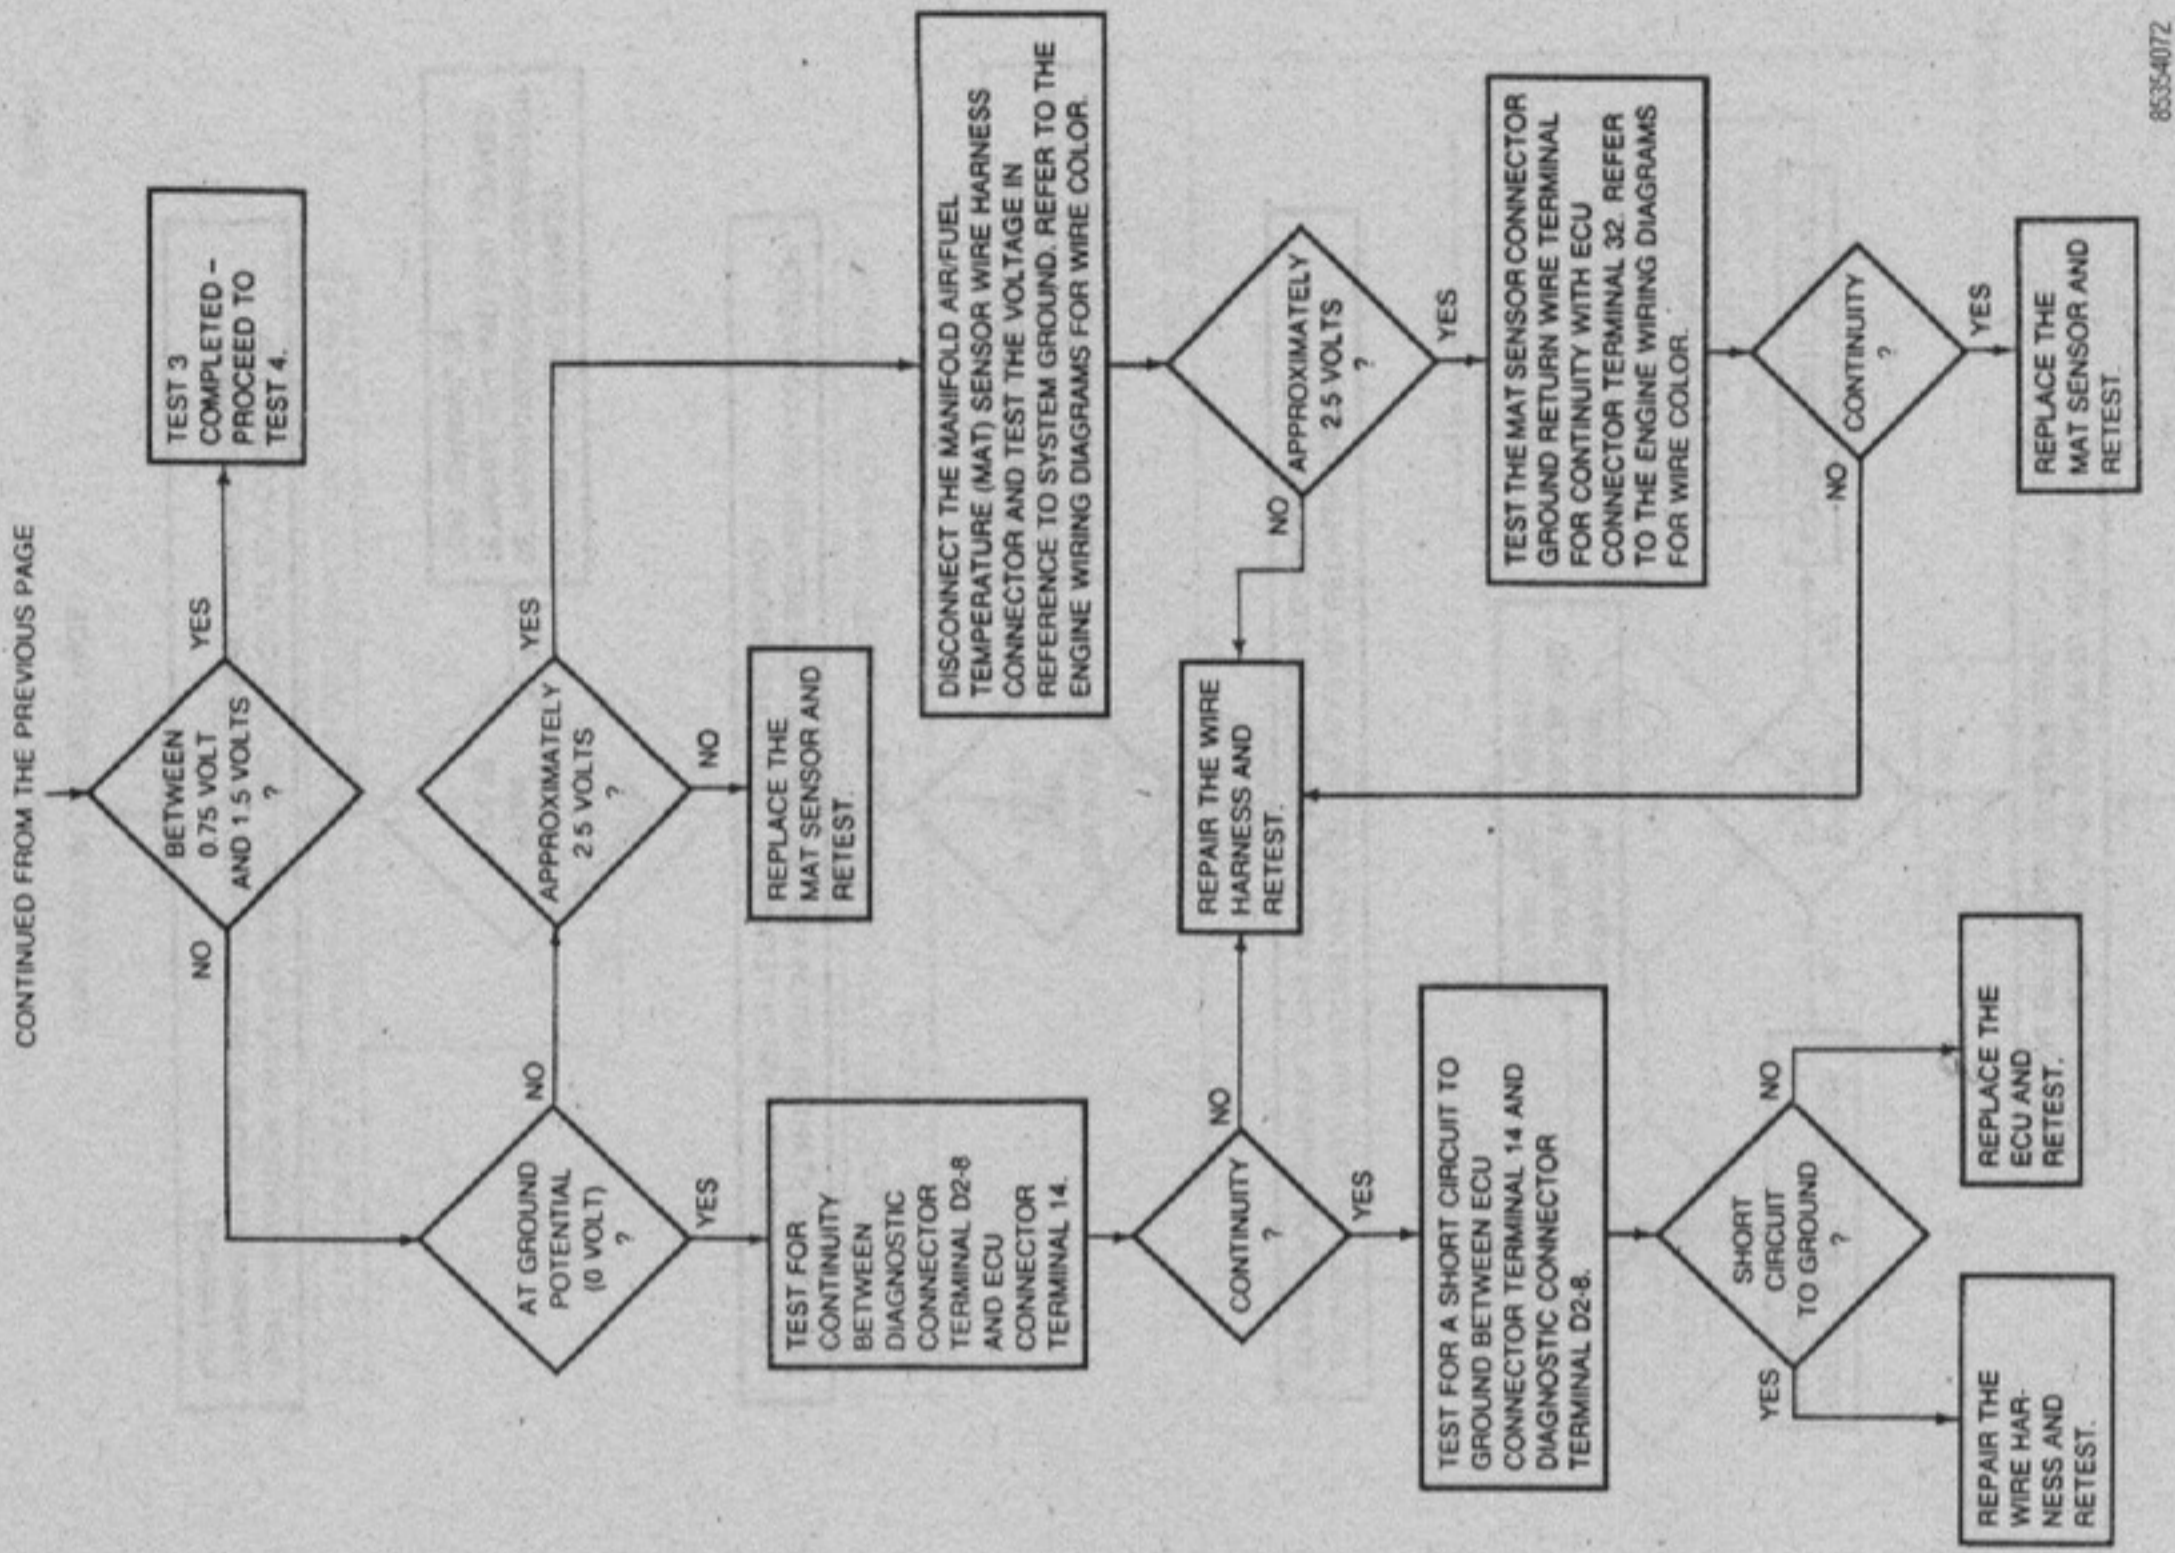 CONTINUED FROM THE PREVIOUS PAGE
BETWEEN
0.75 VOLT
AND 1.5 VOLTS
?
YES
NO
TEST 3
COMPLETED –
PROCEED TO
TEST 4.
AT GROUND
POTENTIAL
(0 VOLT)
?
NO
YES
APPROXIMATELY
2.5 VOLTS
?
YES
NO
TEST FOR
CONTINUITY
BETWEEN
DIAGNOSTIC
CONNECTOR
TERMINAL D2-8
AND ECU
CONNECTOR
TERMINAL 14.
REPLACE THE
MAT SENSOR AND
RETEST.
DISCONNECT THE MANIFOLD AIR/FUEL
TEMPERATURE (MAT) SENSOR WIRE HARNESS
CONNECTOR AND TEST THE VOLTAGE IN
REFERENCE TO SYSTEM GROUND. REFER TO THE
ENGINE WIRING DIAGRAMS FOR WIRE COLOR.
CONTINUITY
?
NO
YES
REPAIR THE WIRE
HARNESS AND
RETEST.
APPROXIMATELY
2.5 VOLTS
?
NO
YES
TEST FOR A SHORT CIRCUIT TO
GROUND BETWEEN ECU
CONNECTOR TERMINAL 14 AND
DIAGNOSTIC CONNECTOR
TERMINAL D2-8.
TEST THE MAT SENSOR CONNECTOR
GROUND RETURN WIRE TERMINAL
FOR CONTINUITY WITH ECU
CONNECTOR TERMINAL 32. REFER
TO THE ENGINE WIRING DIAGRAMS
FOR WIRE COLOR.
SHORT
CIRCUIT
TO GROUND
?
YES
NO
CONTINUITY
?
NO
YES
REPAIR THE
WIRE HAR-
NESS AND
RETEST.
REPLACE THE
ECU AND
RETEST.
REPLACE THE
MAT SENSOR AND
RETEST.
85354072